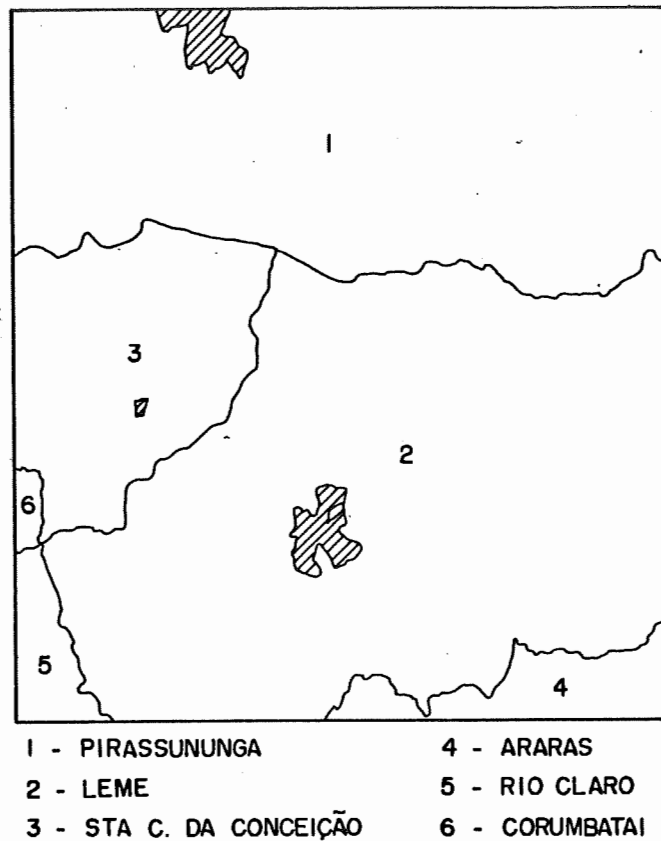 1
3
2
6
5
4
1 - PIRASSUNUNGA
2 - LEME
3 - STA C. DA CONCEIÇÃO
4 - ARARAS
5 - RIO CLARO
6 - CORUMBATAI